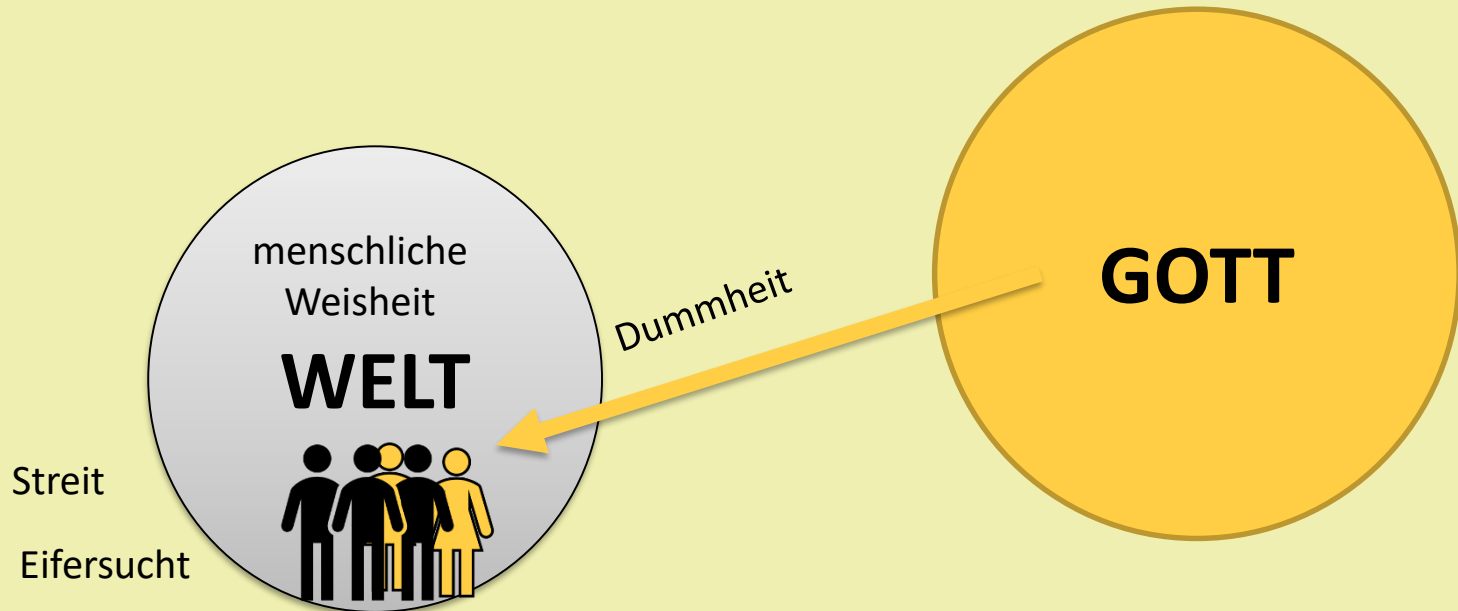 menschliche
Weisheit
WELT
Streit
Eifersucht
Dummheit
GOTT